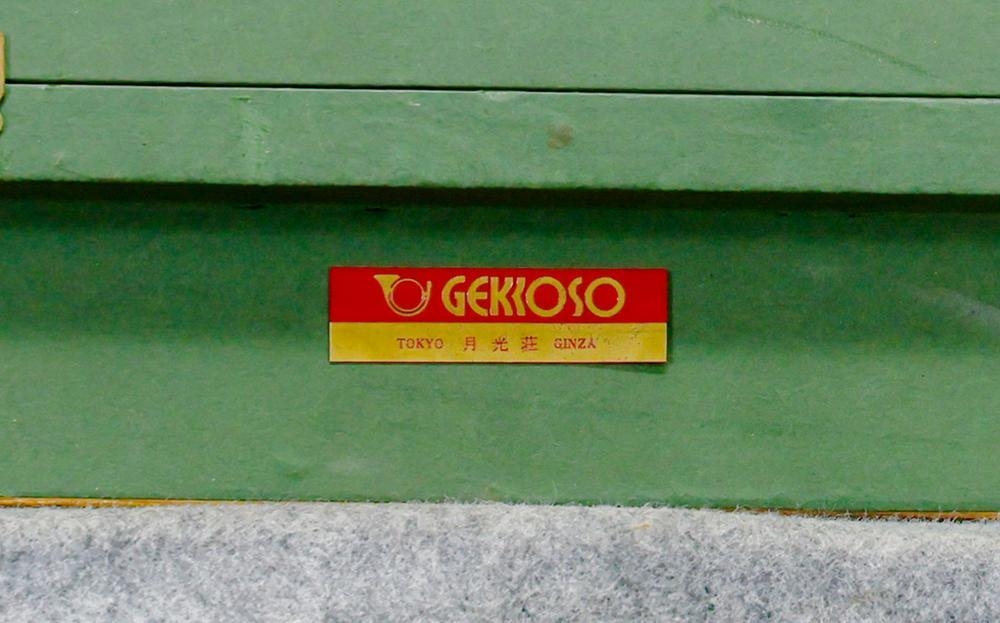 GEKKOSO
TOKYO 月光荘 GINZA